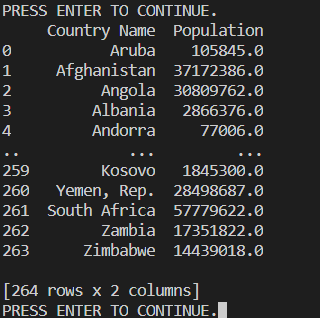 PRESS ENTER TO CONTINUE.
Country Name Population
0 Aruba 105845.0
1 Afghanistan 37172386.0
2 Angola 30809762.0
3 Albania 2866376.0
4 Andorra 77006.0
.. ... ...
259 Kosovo 1845300.0
260 Yemen, Rep. 28498687.0
261 South Africa 57779622.0
262 Zambia 17351822.0
263 Zimbabwe 14439018.0
[264 rows x 2 columns]
PRESS ENTER TO CONTINUE.